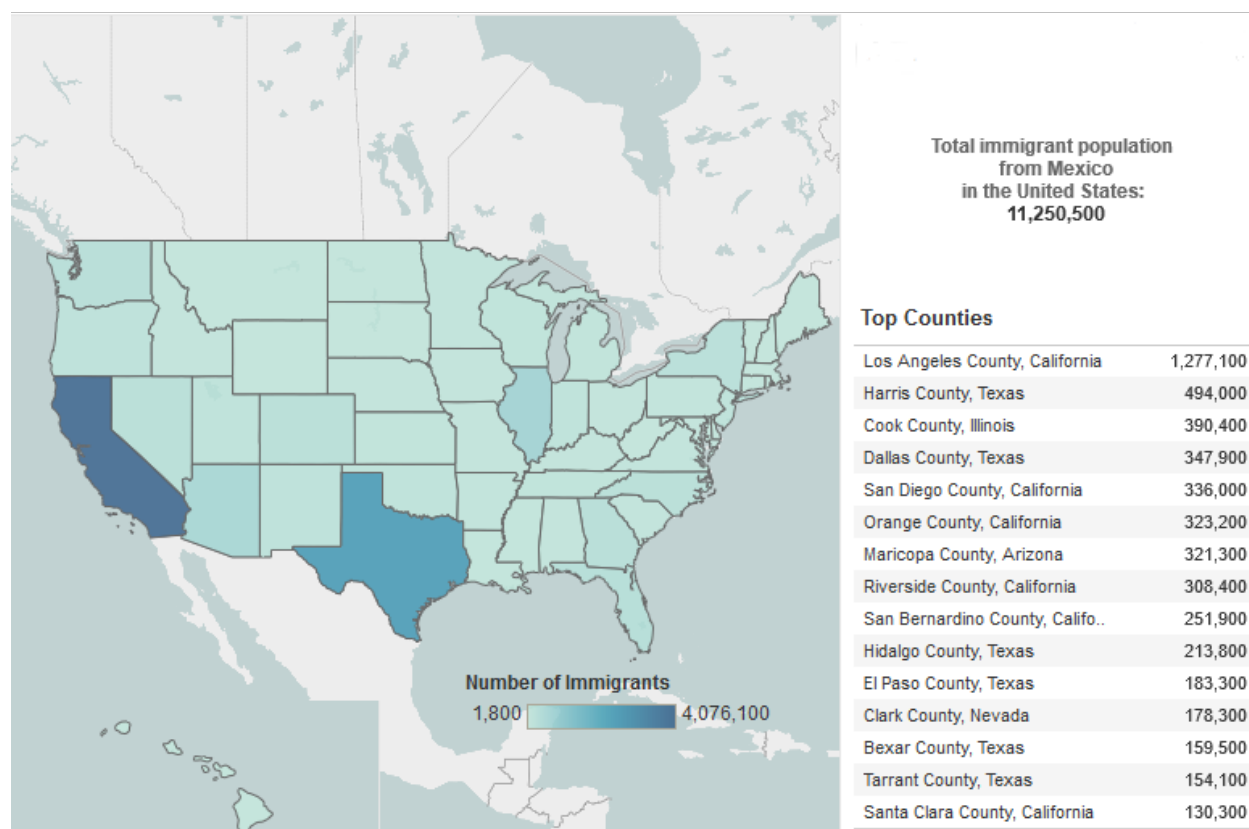 Total immigrant population
from Mexico
in the United States:
11,250,500
Top Counties
Los Angeles County, California 1,277,100
Harris County, Texas 494,000
Cook County, Illinois 390,400
Dallas County, Texas 347,900
San Diego County, California 336,000
Orange County, California 323,200
Maricopa County, Arizona 321,300
Riverside County, California 308,400
San Bernardino County, Califo.. 251,900
Hidalgo County, Texas 213,800
El Paso County, Texas 183,300
Clark County, Nevada 178,300
Bexar County, Texas 159,500
Tarrant County, Texas 154,100
Santa Clara County, California 130,300
Number of Immigrants
1,800 4,076,100